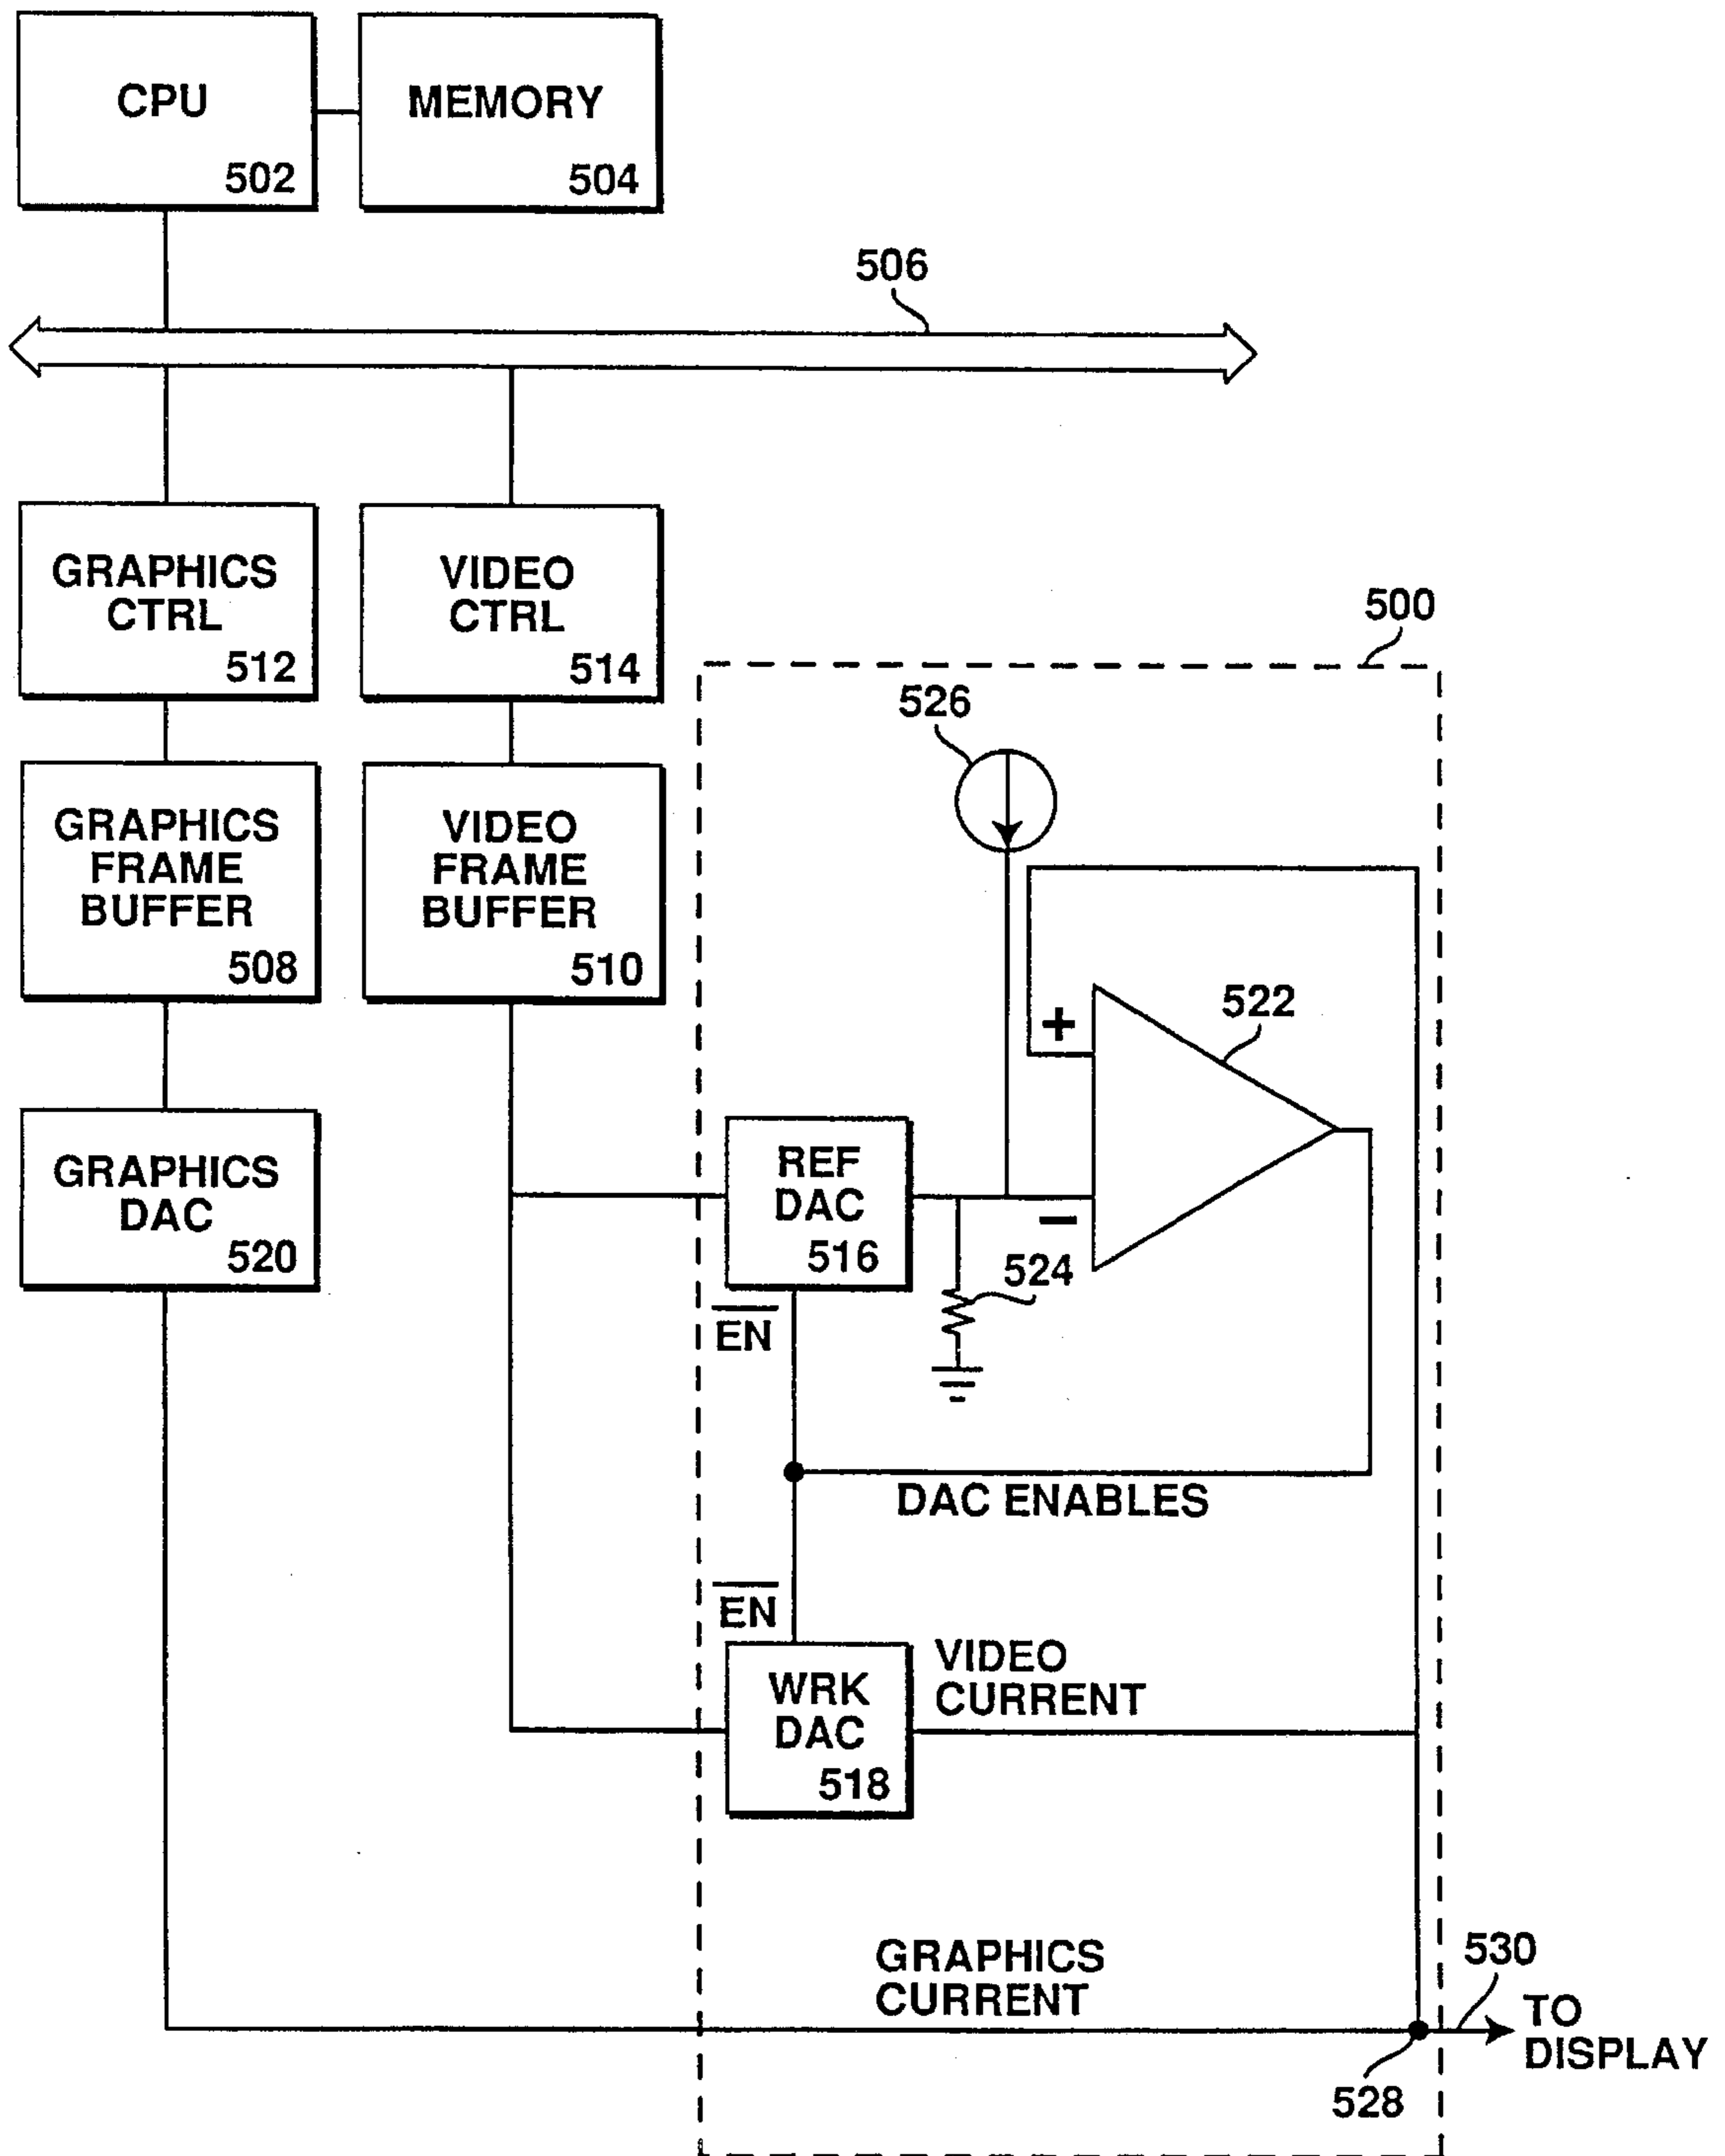 CPU
502
MEMORY
504
506
GRAPHICS
CTRL
512
VIDEO
CTRL
514
500
526
GRAPHICS
FRAME
BUFFER
508
VIDEO
FRAME
BUFFER
510
+
522
GRAPHICS
DAC
520
REF
DAC
516
−
524
EN
DAC ENABLES
EN
WRK
DAC
518
VIDEO
CURRENT
GRAPHICS
CURRENT
530
TO
DISPLAY
528